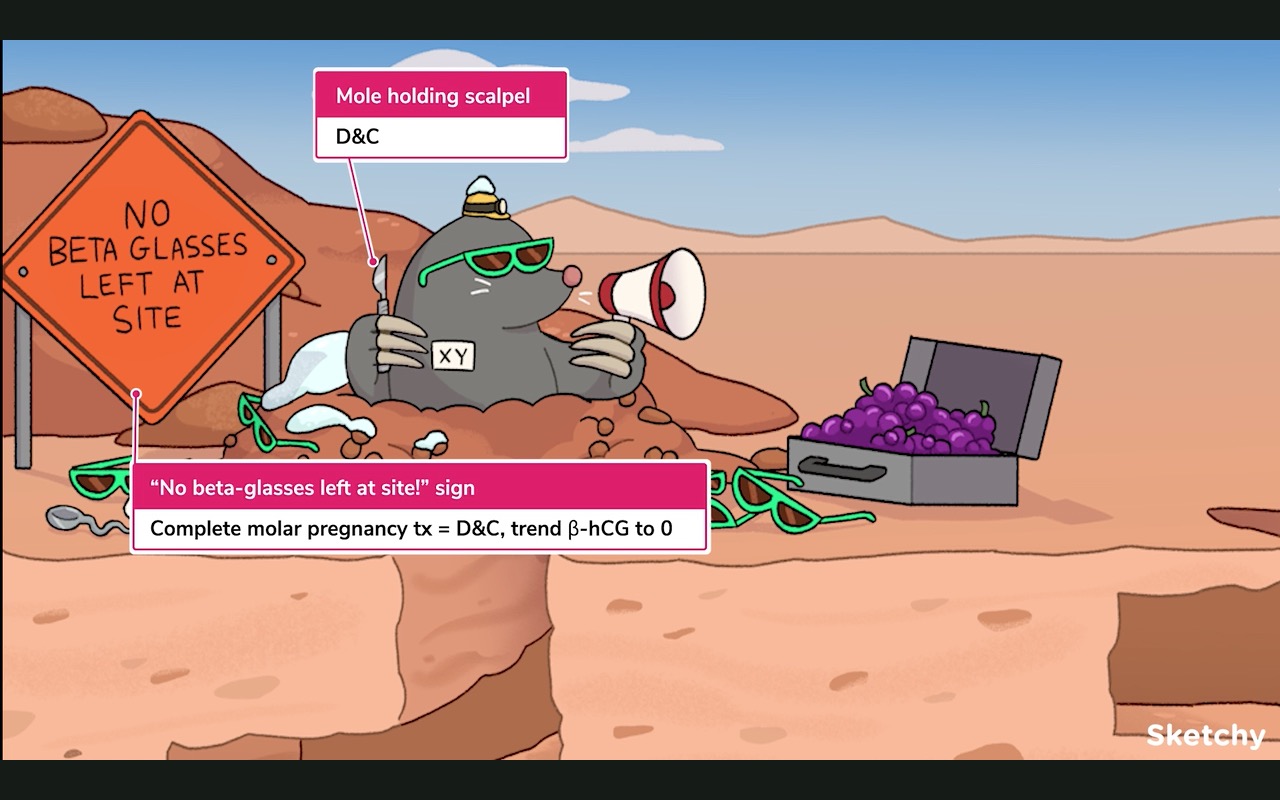 Mole holding scalpel
D&C
NO
BETA GLASSES
LEFT AT
SITE
XY
“No beta-glasses left at site!” sign
Complete molar pregnancy tx = D&C, trend β-hCG to 0
Sketchy